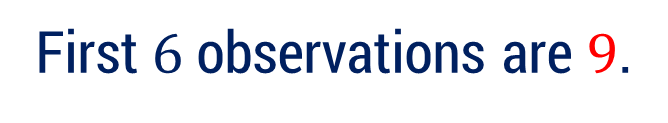 First 6 observations are 9.